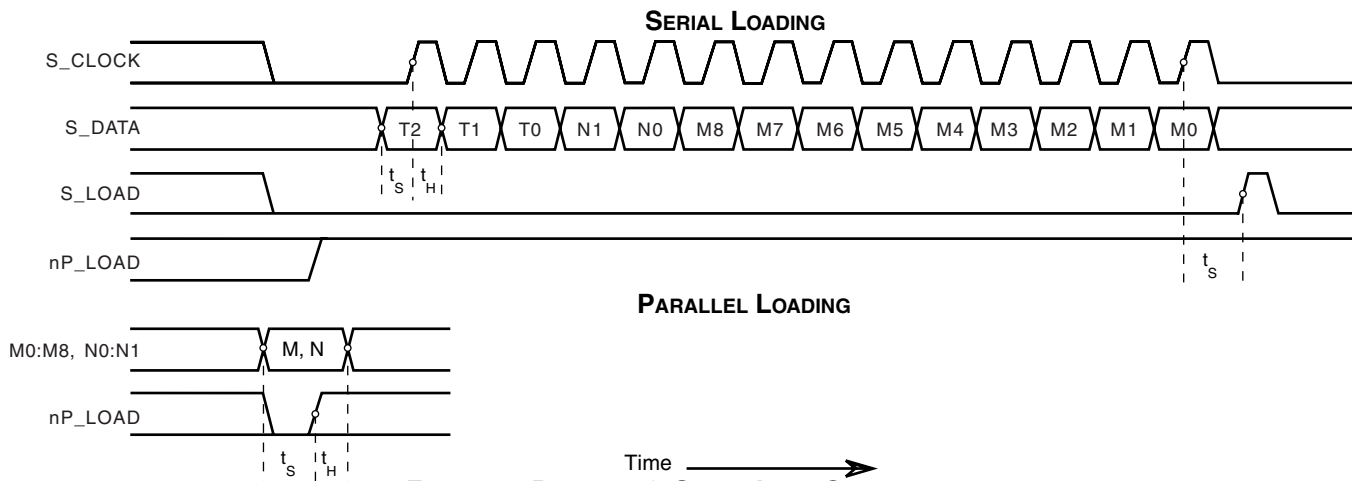 SERIAL LOADING
S_CLOCK
S_DATA
T2 T1 T0 N1 N0 M8 M7 M6 M5 M4 M3 M2 M1 M0
tS tH
S_LOAD
nP_LOAD
tS
PARALLEL LOADING
M0:M8, N0:N1
M, N
nP_LOAD
tS tH
Time